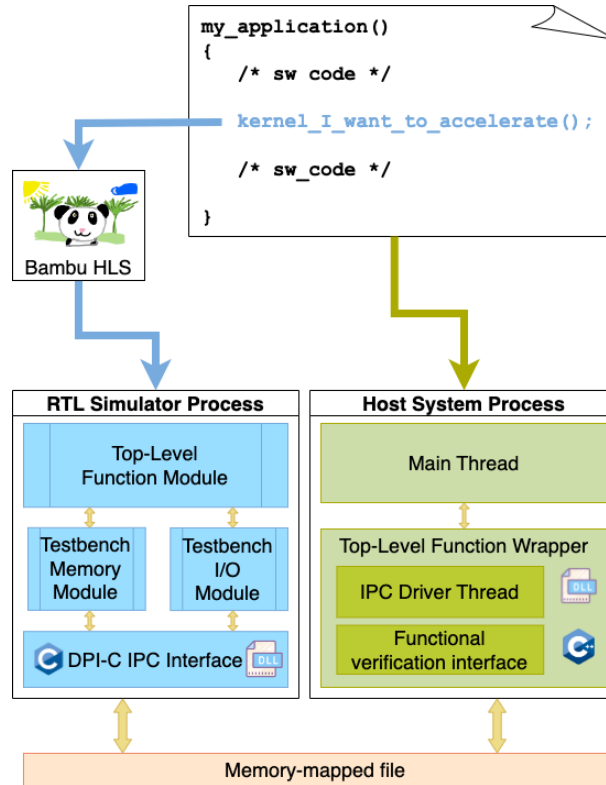 my_application()
{
/* sw code */
kernel_I_want_to_accelerate();
/* sw_code */
}
Bambu HLS
RTL Simulator Process
Top-Level
Function Module
Testbench
Memory
Module
Testbench
I/O
Module
C DPI-C IPC Interface DLL
Host System Process
Main Thread
Top-Level Function Wrapper
IPC Driver Thread
DLL
Functional
verification interface
C++
Memory-mapped file